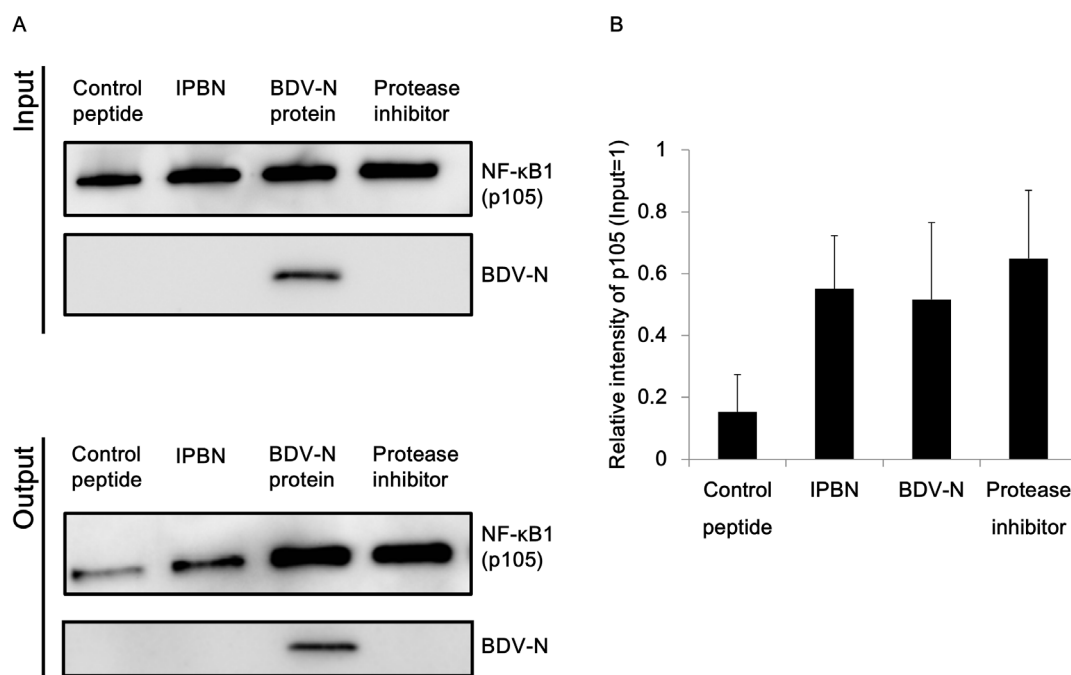 A
Input
Control
peptide
IPBN
BDV-N
protein
Protease
inhibitor
NF-κB1
(p105)
BDV-N
Output
Control
peptide
IPBN
BDV-N
protein
Protease
inhibitor
NF-κB1
(p105)
BDV-N
B
Relative intensity of p105 (Input=1)
1
0.8
0.6
0.4
0.2
0
Control
peptide
IPBN
BDV-N
Protease
inhibitor